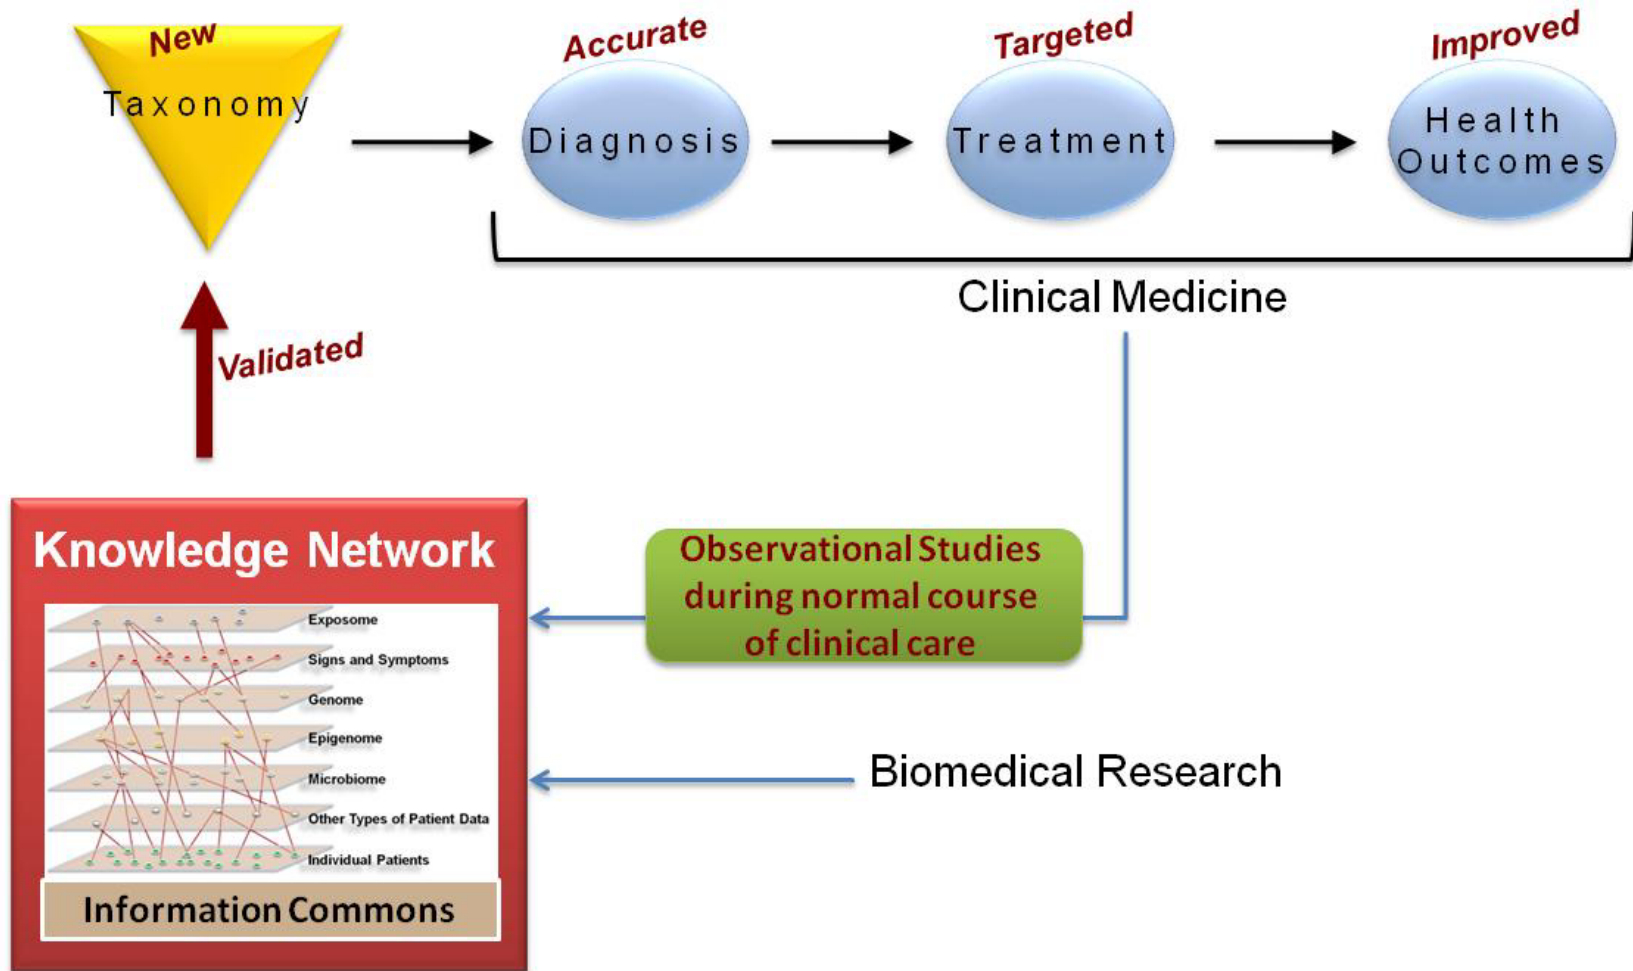 New
Taxonomy
Accurate
Diagnosis
Targeted
Treatment
Improved
Health
Outcomes
Clinical Medicine
Validated
Knowledge Network
Exposome
Signs and Symptoms
Genome
Epigenome
Microbiome
Other Types of Patient Data
Individual Patients
Information Commons
Observational Studies
during normal course
of clinical care
Biomedical Research